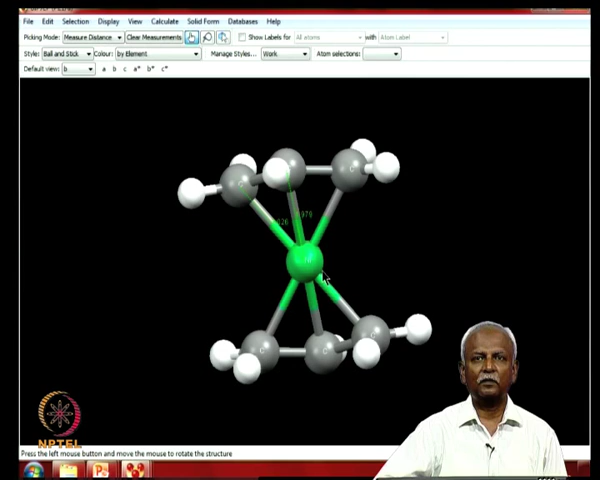 File Edit Selection Display View Calculate Solid Form Databases Help
Picking Mode: Measure Distance Clear Measurements Show Labels for All atoms with Atom Label
Style: Ball and Stick Colour: by Element Manage Styles... Work Atom selections:
Default view: b a b c a* b* c*
NPTEL
Press the left mouse button and move the mouse to rotate the structure